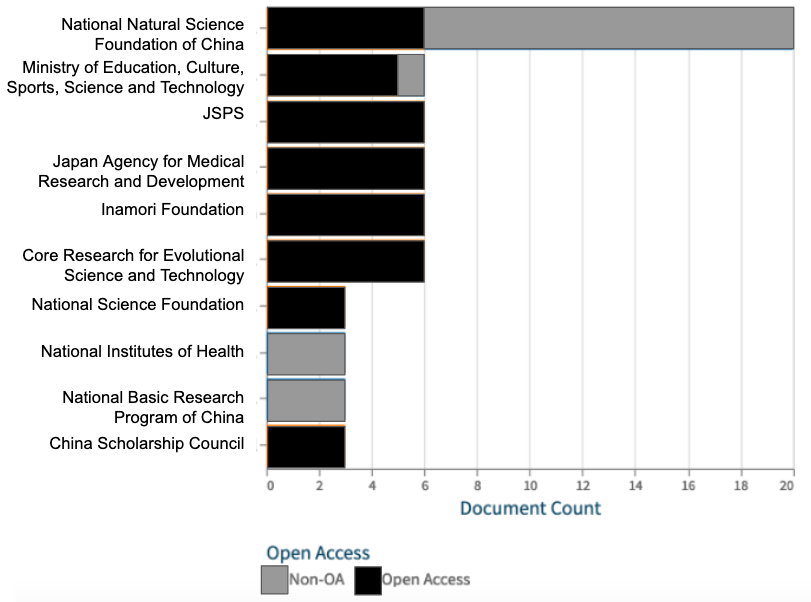 National Natural Science
Foundation of China
Ministry of Education, Culture,
Sports, Science and Technology
JSPS
Japan Agency for Medical
Research and Development
Inamori Foundation
Core Research for Evolutional
Science and Technology
National Science Foundation
National Institutes of Health
National Basic Research
Program of China
China Scholarship Council
0 2 4 6 8 10 12 14 16 18 20
Document Count
Open Access
Non-OA Open Access